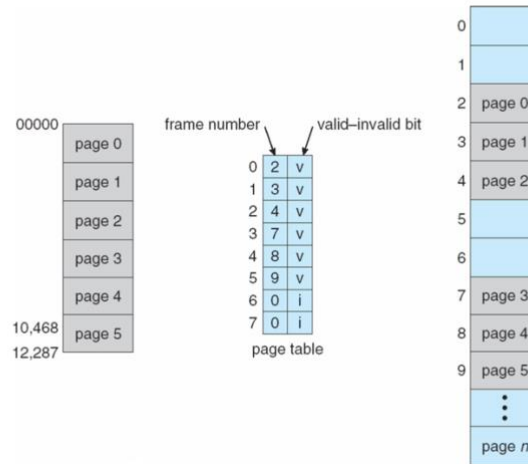 00000
page 0
page 1
page 2
page 3
page 4
10,468
page 5
12,287
frame number
valid–invalid bit
0 2 v
1 3 v
2 4 v
3 7 v
4 8 v
5 9 v
6 0 i
7 0 i
page table
0
1
2 page 0
3 page 1
4 page 2
5
6
7 page 3
8 page 4
9 page 5
page n